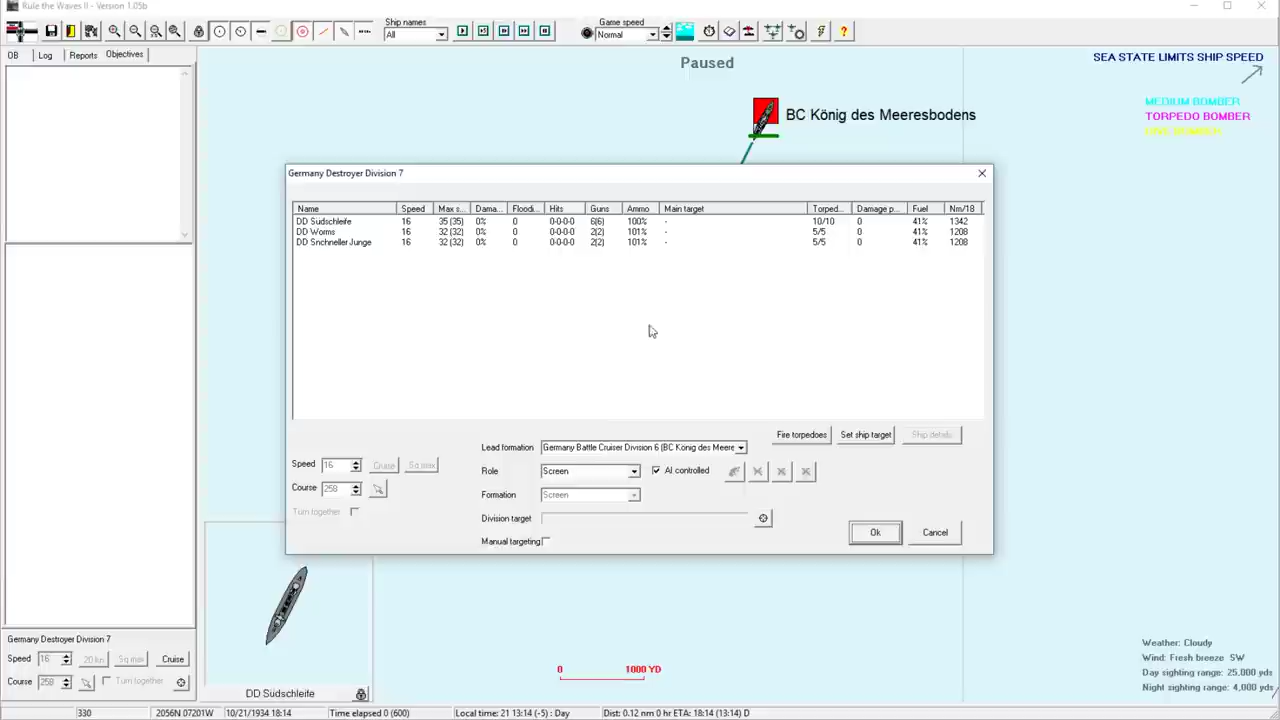 Rule the Waves II - Version 1.05b
Ship names
All
Game speed
Normal
OB Log Reports Objectives
Paused
SEA STATE LIMITS SHIP SPEED
MEDIUM BOMBER
TORPEDO BOMBER
DIVE BOMBER
BC König des Meeresbodens
Germany Destroyer Division 7
Name Speed Max s... Dama... Floodi... Hits Guns Ammo Main target Torped... Damage p... Fuel Nm/18
DD Südschleife 16 35 (35) 0% 0 0-0-0-0 6(6) 100% - 10/10 0 41% 1342
DD Worms 16 32 (32) 0% 0 0-0-0-0 2(2) 101% - 5/5 0 41% 1208
DD Snchneller Junge 16 32 (32) 0% 0 0-0-0-0 2(2) 101% - 5/5 0 41% 1208
Fire torpedoes Set ship target Ship details
Lead formation Germany Battle Cruiser Division 6 (BC König des Meere
Speed 16 Cruise Sq max
Role Screen AI controlled
Course 258
Formation Screen
Turn together
Division target
Manual targeting
Ok Cancel
Germany Destroyer Division 7
Speed 16 20 kn Sq max Cruise
Course 258 Turn together
DD Südschleife
0 1000 YD
Weather: Cloudy
Wind: Fresh breeze SW
Day sighting range: 25,000 yds
Night sighting range: 4,000 yds
330 2056N 07201W 10/21/1934 18:14 Time elapsed 0 (600) Local time: 21 13:14 (-5) : Day Dist: 0.12 nm 0 hr ETA: 18:14 (13:14) D